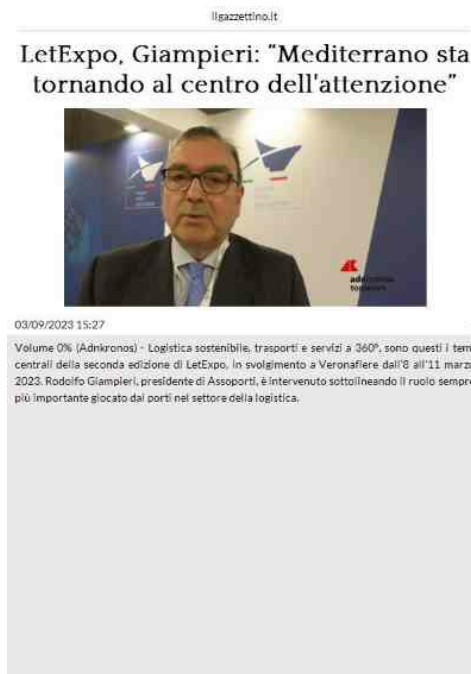 ilgazzettino.it
LetExpo, Giampieri: "Mediterrano sta
tornando al centro dell'attenzione"
adnkronos
03/09/2023 15:27
Volume 0% (Adnkronos) - Logistica sostenibile, trasporti e servizi a 360°, sono questi i tem
centrali della seconda edizione di LetExpo, in svolgimento a Veronafiere dall'8 all'11 marzo
2023. Rodolfo Giampieri, presidente di Assoporti, è intervenuto sottolineando il ruolo sempre
più importante giocato dai porti nel settore della logistica.